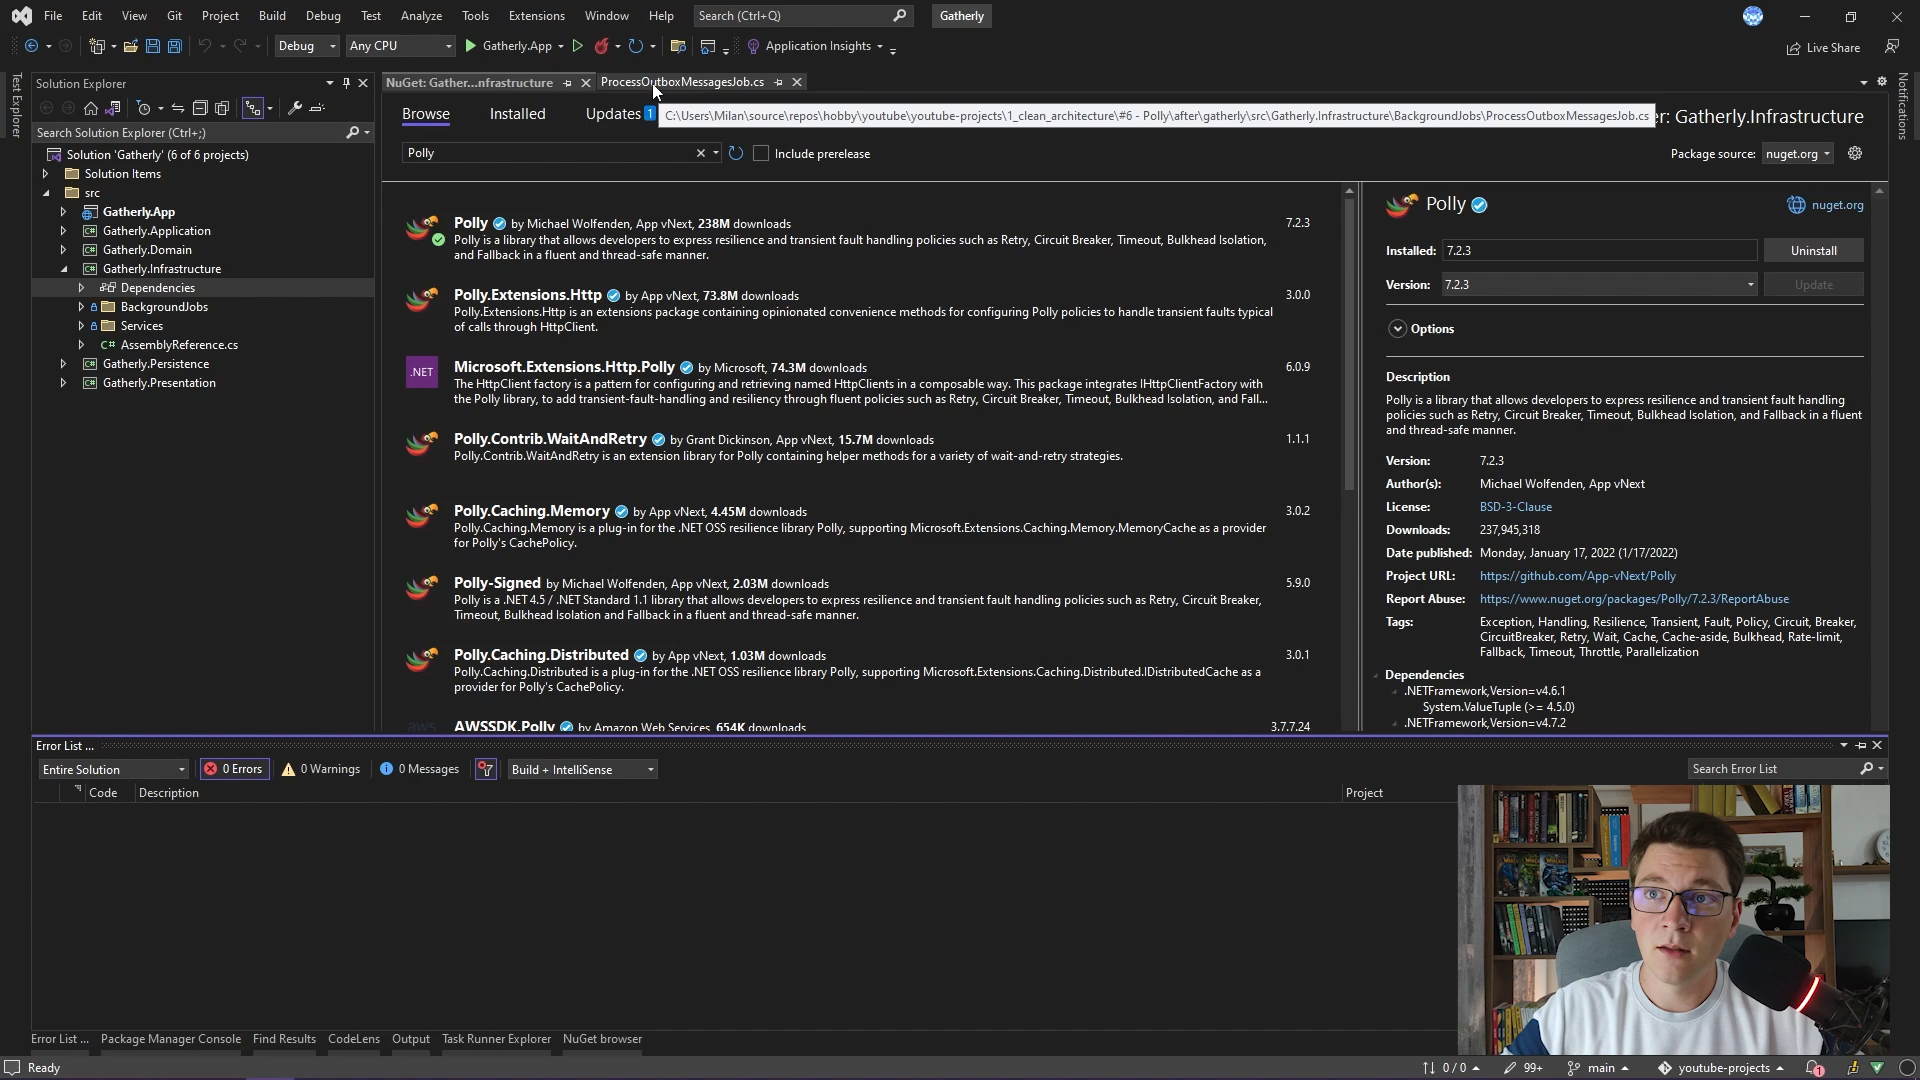 File Edit View Git Project Build Debug Test Analyze Tools Extensions Window Help Search (Ctrl+Q) Gatherly
Debug Any CPU Gatherly.App Application Insights Live Share
Test Explorer
Notifications
Solution Explorer
Search Solution Explorer (Ctrl+;)
Solution 'Gatherly' (6 of 6 projects)
Solution Items
src
Gatherly.App
Gatherly.Application
Gatherly.Domain
Gatherly.Infrastructure
Dependencies
BackgroundJobs
Services
C# AssemblyReference.cs
Gatherly.Persistence
Gatherly.Presentation
NuGet: Gather...nfrastructure ProcessOutboxMessagesJob.cs
Browse Installed Updates 1
C:\Users\Milan\source\repos\hobby\youtube\youtube-projects\1_clean_architecture\#6 - Polly\after\gatherly\src\Gatherly.Infrastructure\BackgroundJobs\ProcessOutboxMessagesJob.cs
er: Gatherly.Infrastructure
Polly Include prerelease
Package source: nuget.org
Polly by Michael Wolfenden, App vNext, 238M downloads 7.2.3
Polly is a library that allows developers to express resilience and transient fault handling policies such as Retry, Circuit Breaker, Timeout, Bulkhead Isolation,
and Fallback in a fluent and thread-safe manner.
Polly.Extensions.Http by App vNext, 73.8M downloads 3.0.0
Polly.Extensions.Http is an extensions package containing opinionated convenience methods for configuring Polly policies to handle transient faults typical
of calls through HttpClient.
.NET
Microsoft.Extensions.Http.Polly by Microsoft, 74.3M downloads 6.0.9
The HttpClient factory is a pattern for configuring and retrieving named HttpClients in a composable way. This package integrates IHttpClientFactory with
the Polly library, to add transient-fault-handling and resiliency through fluent policies such as Retry, Circuit Breaker, Timeout, Bulkhead Isolation, and Fall...
Polly.Contrib.WaitAndRetry by Grant Dickinson, App vNext, 15.7M downloads 1.1.1
Polly.Contrib.WaitAndRetry is an extension library for Polly containing helper methods for a variety of wait-and-retry strategies.
Polly.Caching.Memory by App vNext, 4.45M downloads 3.0.2
Polly.Caching.Memory is a plug-in for the .NET OSS resilience library Polly, supporting Microsoft.Extensions.Caching.Memory.MemoryCache as a provider
for Polly's CachePolicy.
Polly-Signed by Michael Wolfenden, App vNext, 2.03M downloads 5.9.0
Polly is a .NET 4.5 / .NET Standard 1.1 library that allows developers to express resilience and transient fault handling policies such as Retry, Circuit Breaker,
Timeout, Bulkhead Isolation and Fallback in a fluent and thread-safe manner.
Polly.Caching.Distributed by App vNext, 1.03M downloads 3.0.1
Polly.Caching.Distributed is a plug-in for the .NET OSS resilience library Polly, supporting Microsoft.Extensions.Caching.Distributed.IDistributedCache as a
provider for Polly's CachePolicy.
aws AWSSDK.Polly by Amazon Web Services, 654K downloads 3.7.7.24
Polly nuget.org
Installed: 7.2.3 Uninstall
Version: 7.2.3 Update
Options
Description
Polly is a library that allows developers to express resilience and transient fault handling
policies such as Retry, Circuit Breaker, Timeout, Bulkhead Isolation, and Fallback in a fluent
and thread-safe manner.
Version: 7.2.3
Author(s): Michael Wolfenden, App vNext
License: BSD-3-Clause
Downloads: 237,945,318
Date published: Monday, January 17, 2022 (1/17/2022)
Project URL: https://github.com/App-vNext/Polly
Report Abuse: https://www.nuget.org/packages/Polly/7.2.3/ReportAbuse
Tags: Exception, Handling, Resilience, Transient, Fault, Policy, Circuit, Breaker,
CircuitBreaker, Retry, Wait, Cache, Cache-aside, Bulkhead, Rate-limit,
Fallback, Timeout, Throttle, Parallelization
Dependencies
.NETFramework,Version=v4.6.1
System.ValueTuple (>= 4.5.0)
.NETFramework,Version=v4.7.2
Error List ...
Entire Solution 0 Errors 0 Warnings 0 Messages Build + IntelliSense Search Error List
Code Description Project
Error List ... Package Manager Console Find Results CodeLens Output Task Runner Explorer NuGet browser
Ready 0 / 0 99+ main youtube-projects 1